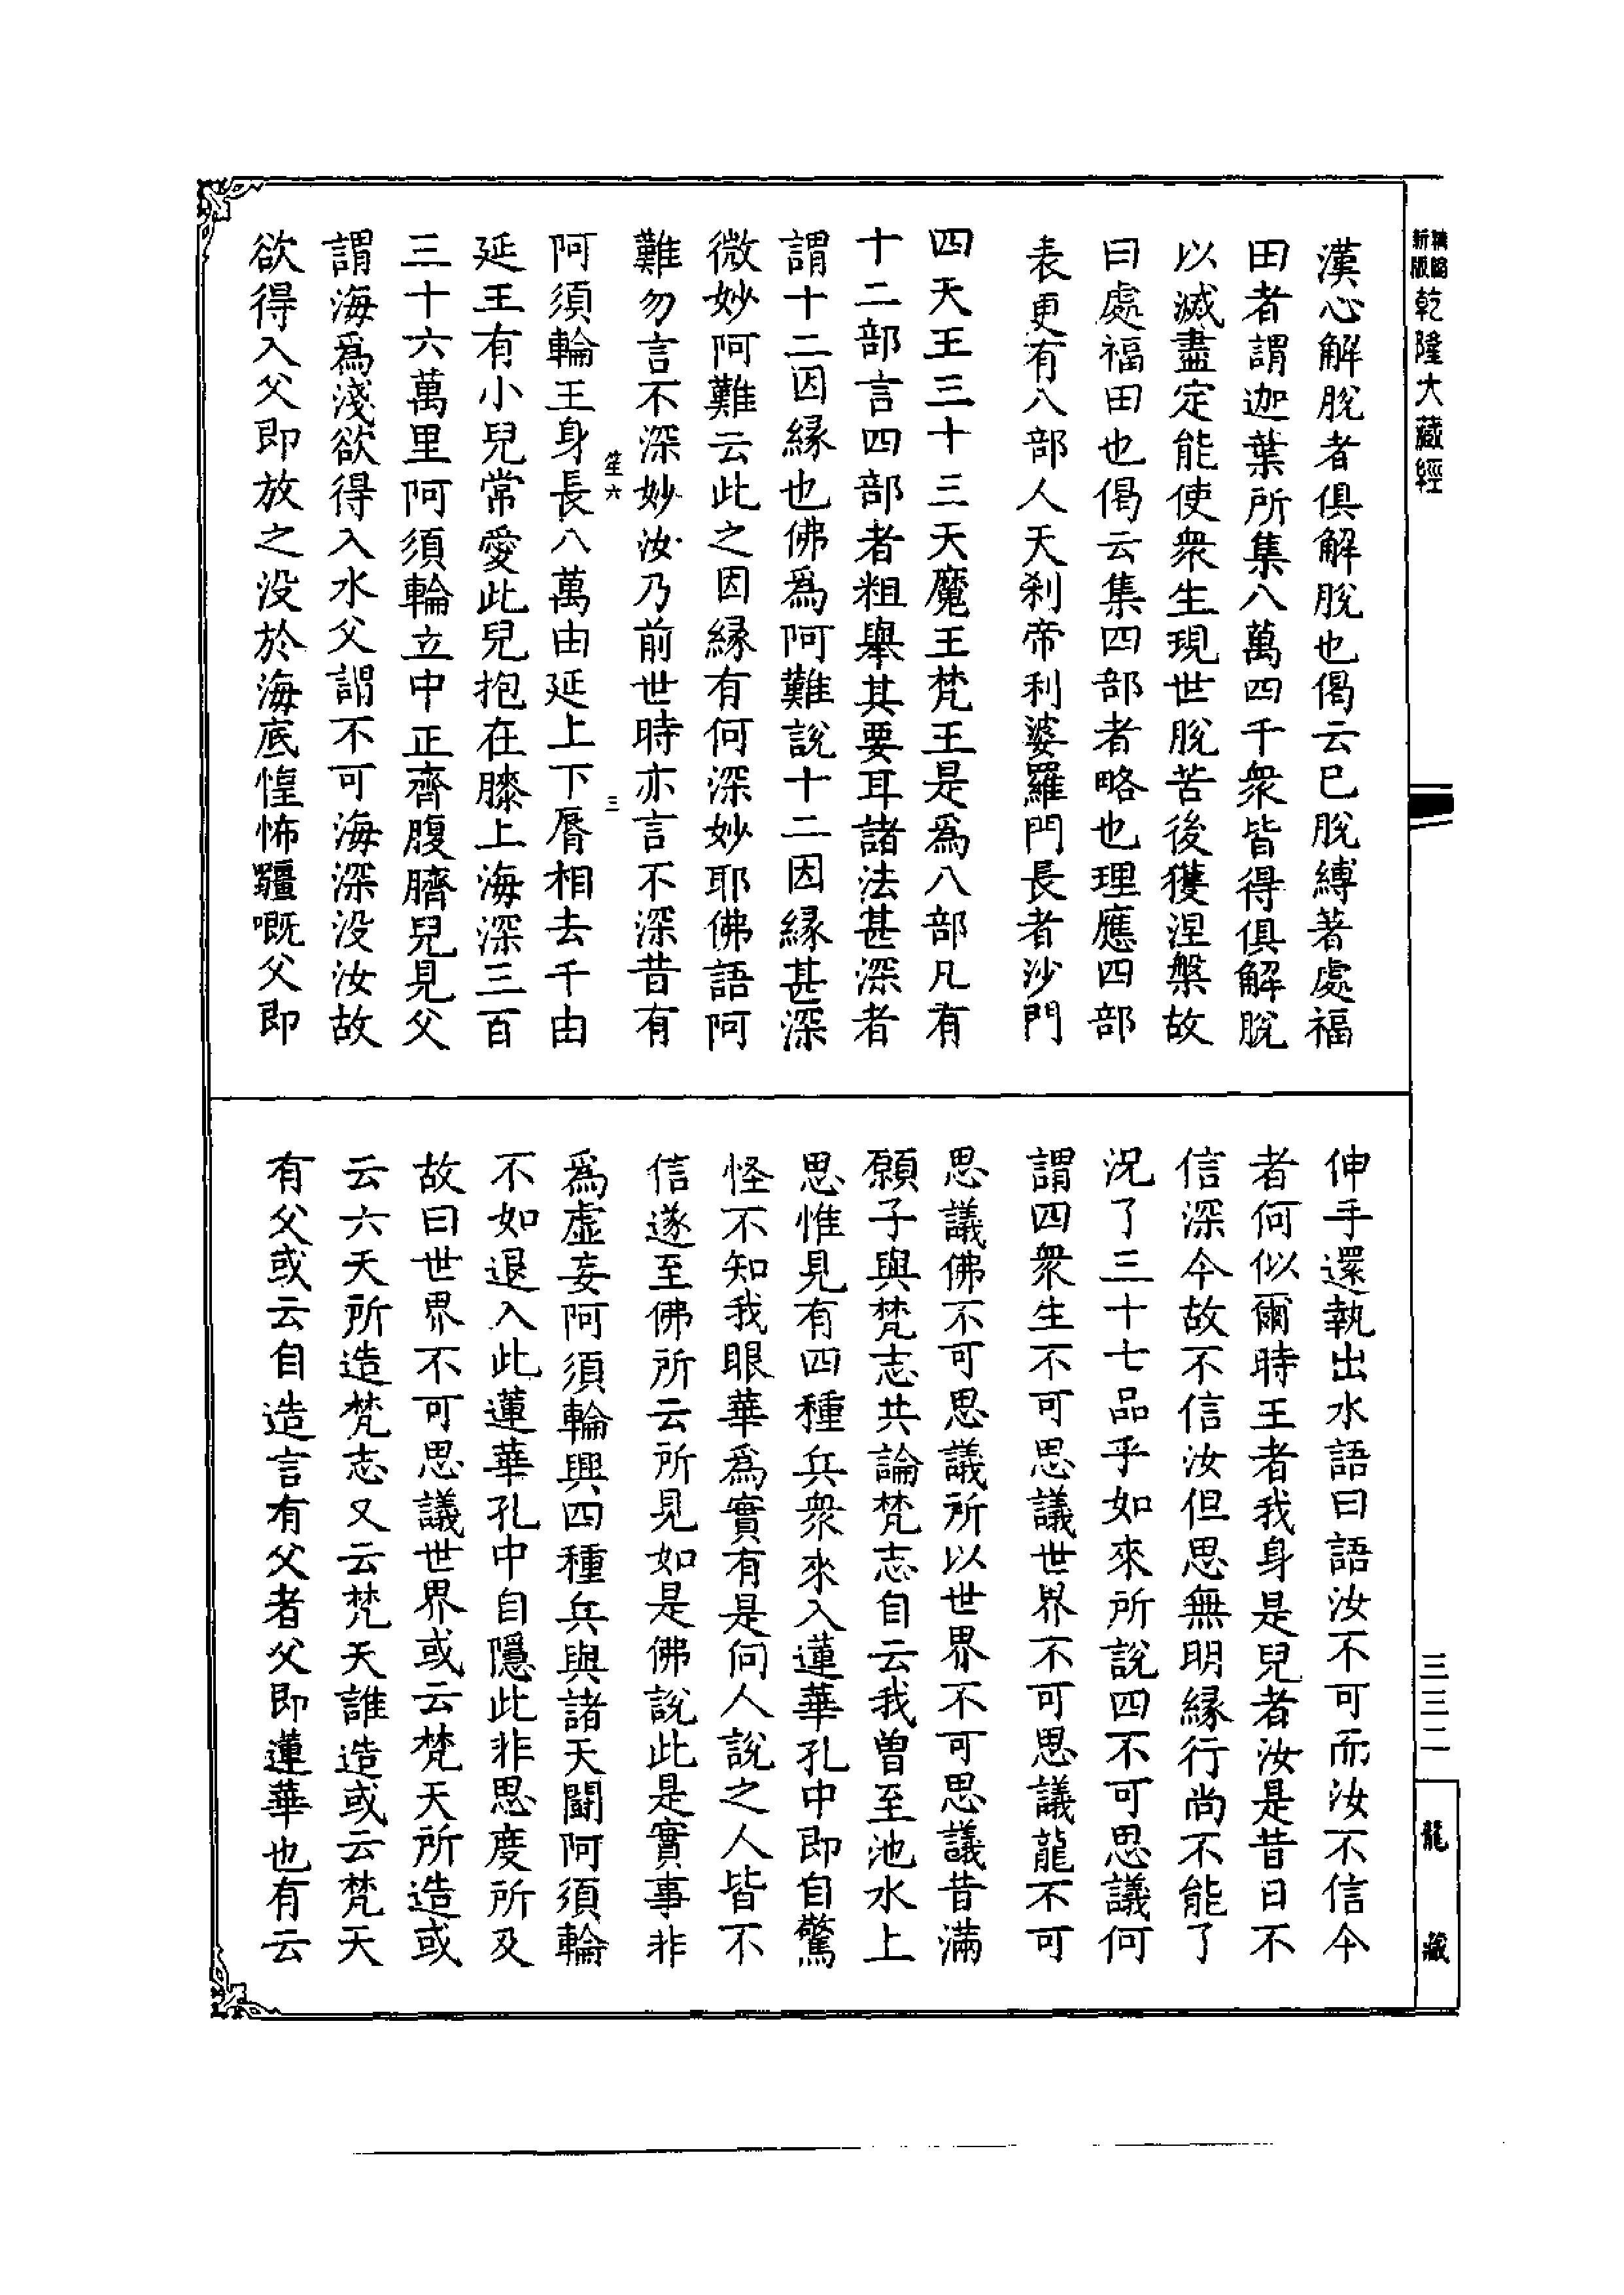 新版精縮乾隆大藏經
漢心解脫者俱解脫也偈云已脫縛著處福
田者謂迦葉所集八萬四千衆皆得俱解脫
以滅盡定能使衆生現世脫苦後獲涅槃故
曰處福田也偈云集四部者略也理應四部
表更有八部人天剎帝利婆羅門長者沙門
四天王三十三天魔王梵王是爲八部凡有
十二部言四部者粗舉其要耳諸法甚深者
謂十二因縁也佛爲阿難說十二因縁甚深
微妙阿難云此之因縁有何深妙耶佛語阿
難勿言不深妙汝乃前世時亦言不深昔有
笙六
三
阿須輪王身長八萬由延上下脣相去千由
延王有小兒常愛此兒抱在膝上海深三百
三十六萬里阿須輪立中正齊腹臍兒見父
謂海爲淺欲得入水父謂不可海深没汝故
欲得入父即放之没於海底惶怖躃嘅父即
伸手還執出水語曰語汝不可而汝不信今
者何似爾時王者我身是兒者汝是昔日不
信深今故不信汝但思無明縁行尚不能了
況了三十七品乎如來所說四不可思議何
謂四衆生不可思議世界不可思議龍不可
思議佛不可思議所以世界不可思議昔滿
願子與梵志共論梵志自云我曽至池水上
思惟見有四種兵衆來入蓮華孔中即自驚
怪不知我眼華爲實有是向人說之人皆不
信遂至佛所云所見如是佛說此是實事非
爲虛妄阿須輪興四種兵與諸天鬭阿須輪
不如退入此蓮華孔中自隱此非思度所及
故曰世界不可思議世界或云梵天所造或
云六天所造梵志又云梵天誰造或云梵天
有父或云自造言有父者父即蓮華也有云
三三二
龍藏